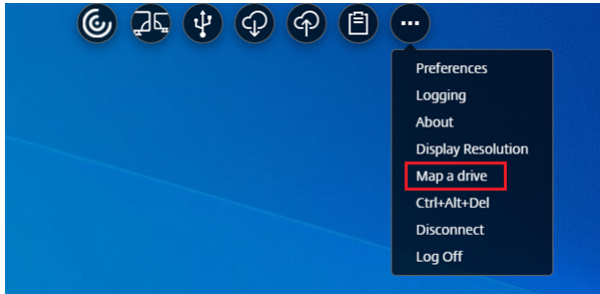 Preferences
Logging
About
Display Resolution
Map a drive
Ctrl+Alt+Del
Disconnect
Log Off